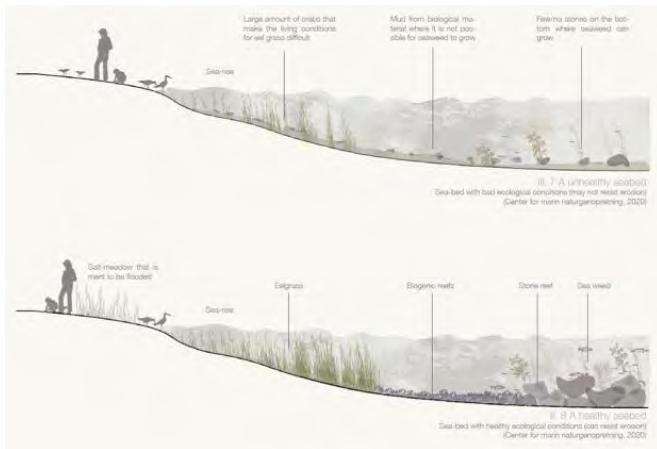 Large amount of crabs that
make the living conditions
for eel grass difficult
Mud from biological ma-
terial where it is not pos-
sible for seaweed to grow
Few/no stones on the bot-
tom where seaweed can
grow
Sea-rise
Ill. 7 A unhealthy seabed
Sea-bed with bad ecological conditions (may not resist erosion)
(Center for marin naturgenopretning, 2020)
Salt-meadow that is
ment to be flooded
Eelgrass
Biogenic reefs
Stone reef
Sea weed
Sea-rise
Ill. 8 A healthy seabed
Sea-bed with healthy ecological conditions (can resist erosion)
(Center for marin naturgenopretning, 2020)